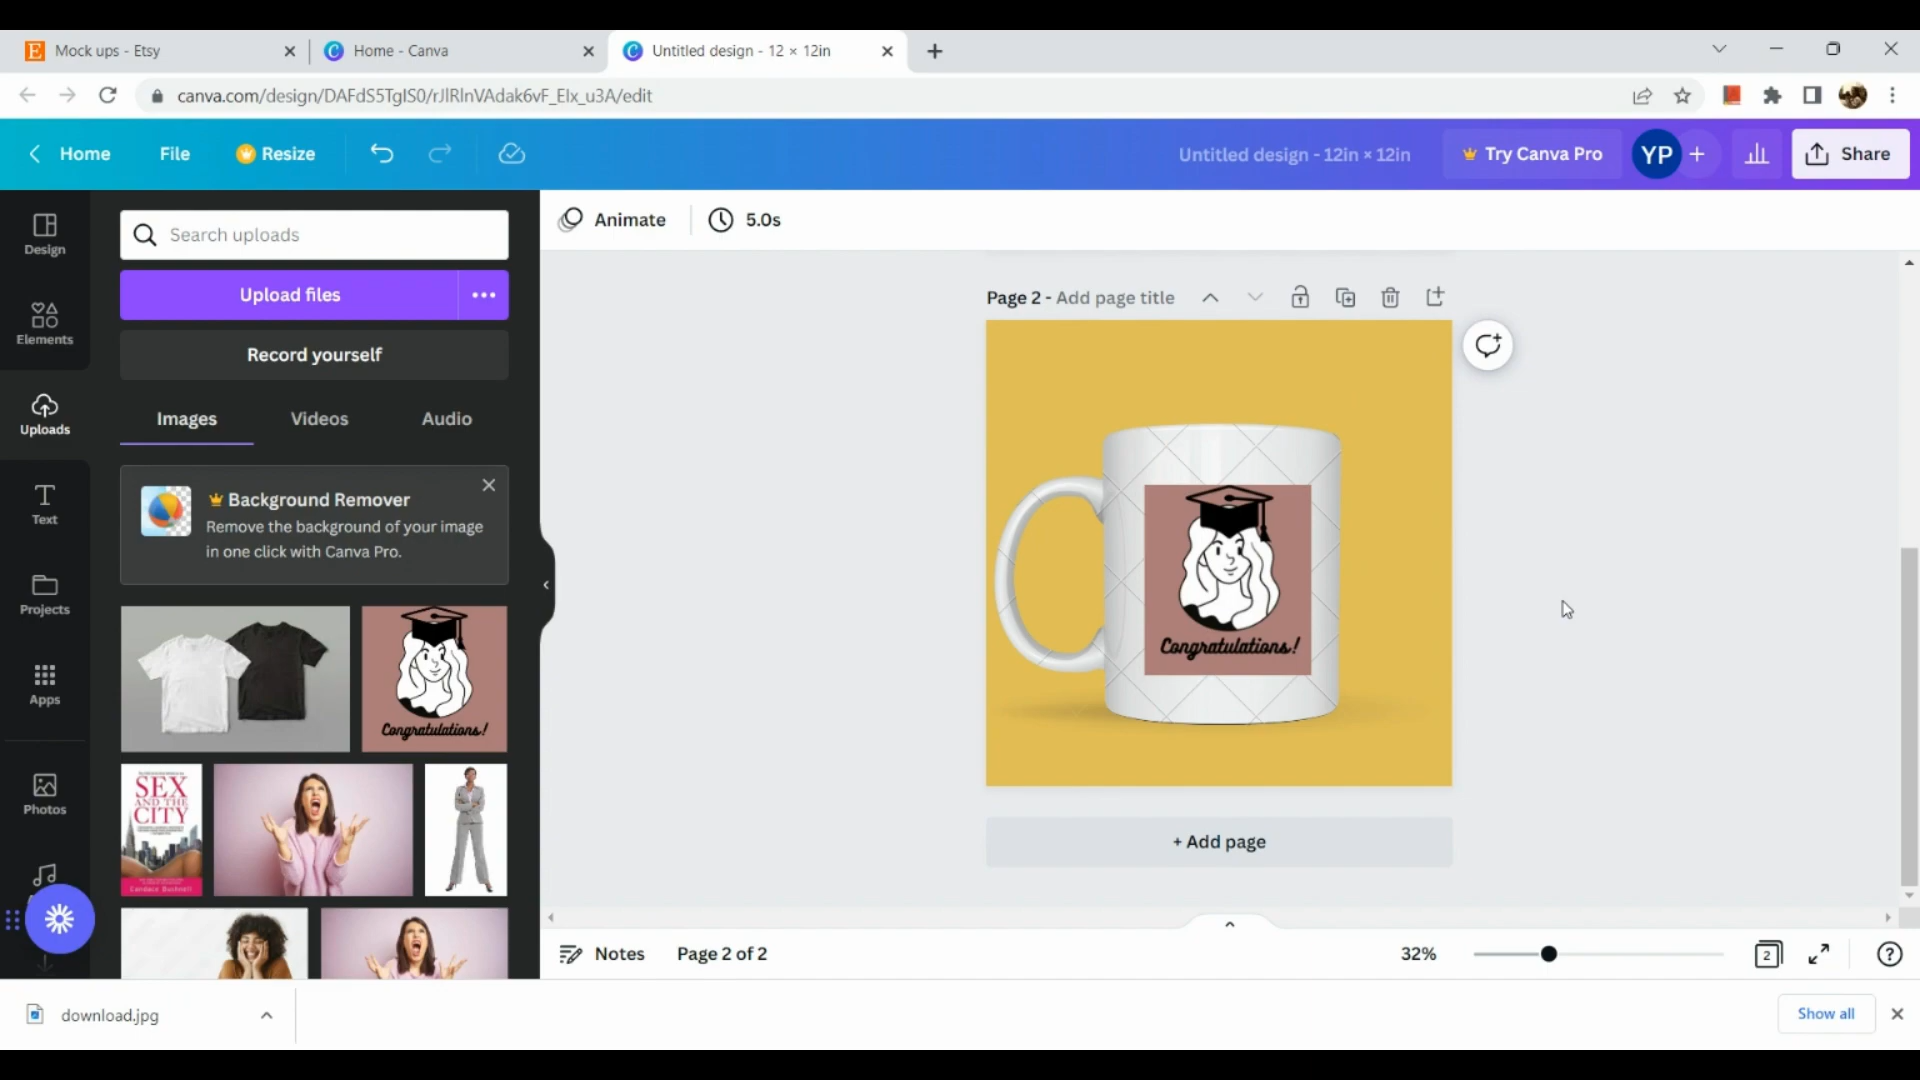 Mock ups - Etsy
Home - Canva
Untitled design - 12 × 12in
canva.com/design/DAFdS5TgIS0/rJlRlnVAdak6vF_EIx_u3A/edit
Home
File
Resize
Untitled design - 12in × 12in
Try Canva Pro
YP
Share
Design
Elements
Uploads
Text
Projects
Apps
Photos
Search uploads
Upload files
Record yourself
Images
Videos
Audio
Background Remover
Remove the background of your image
in one click with Canva Pro.
Congratulations!
SEX
AND THE
CITY
Candace Bushnell
Animate
5.0s
Page 2 - Add page title
Congratulations!
+ Add page
Notes
Page 2 of 2
32%
2
download.jpg
Show all